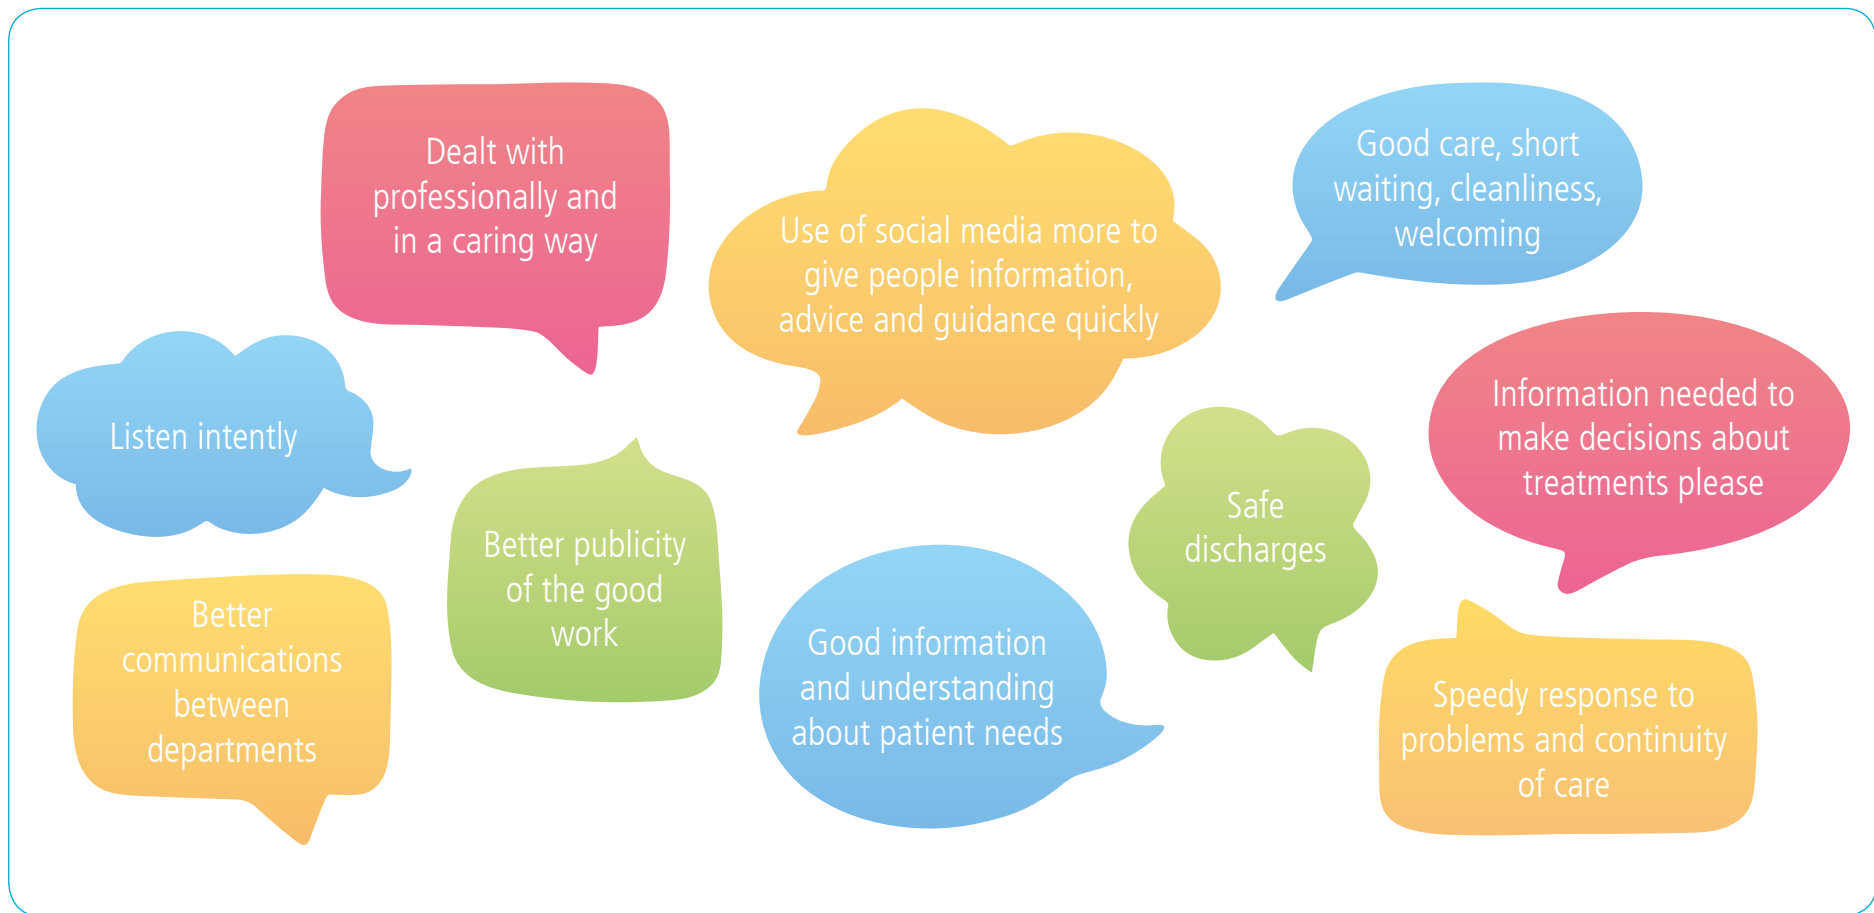 Dealt with
professionally and
in a caring way
Use of social media more to
give people information,
advice and guidance quickly
Good care, short
waiting, cleanliness,
welcoming
Listen intently
Better publicity
of the good
work
Safe
discharges
Information needed to
make decisions about
treatments please
Better
communications
between
departments
Good information
and understanding
about patient needs
Speedy response to
problems and continuity
of care